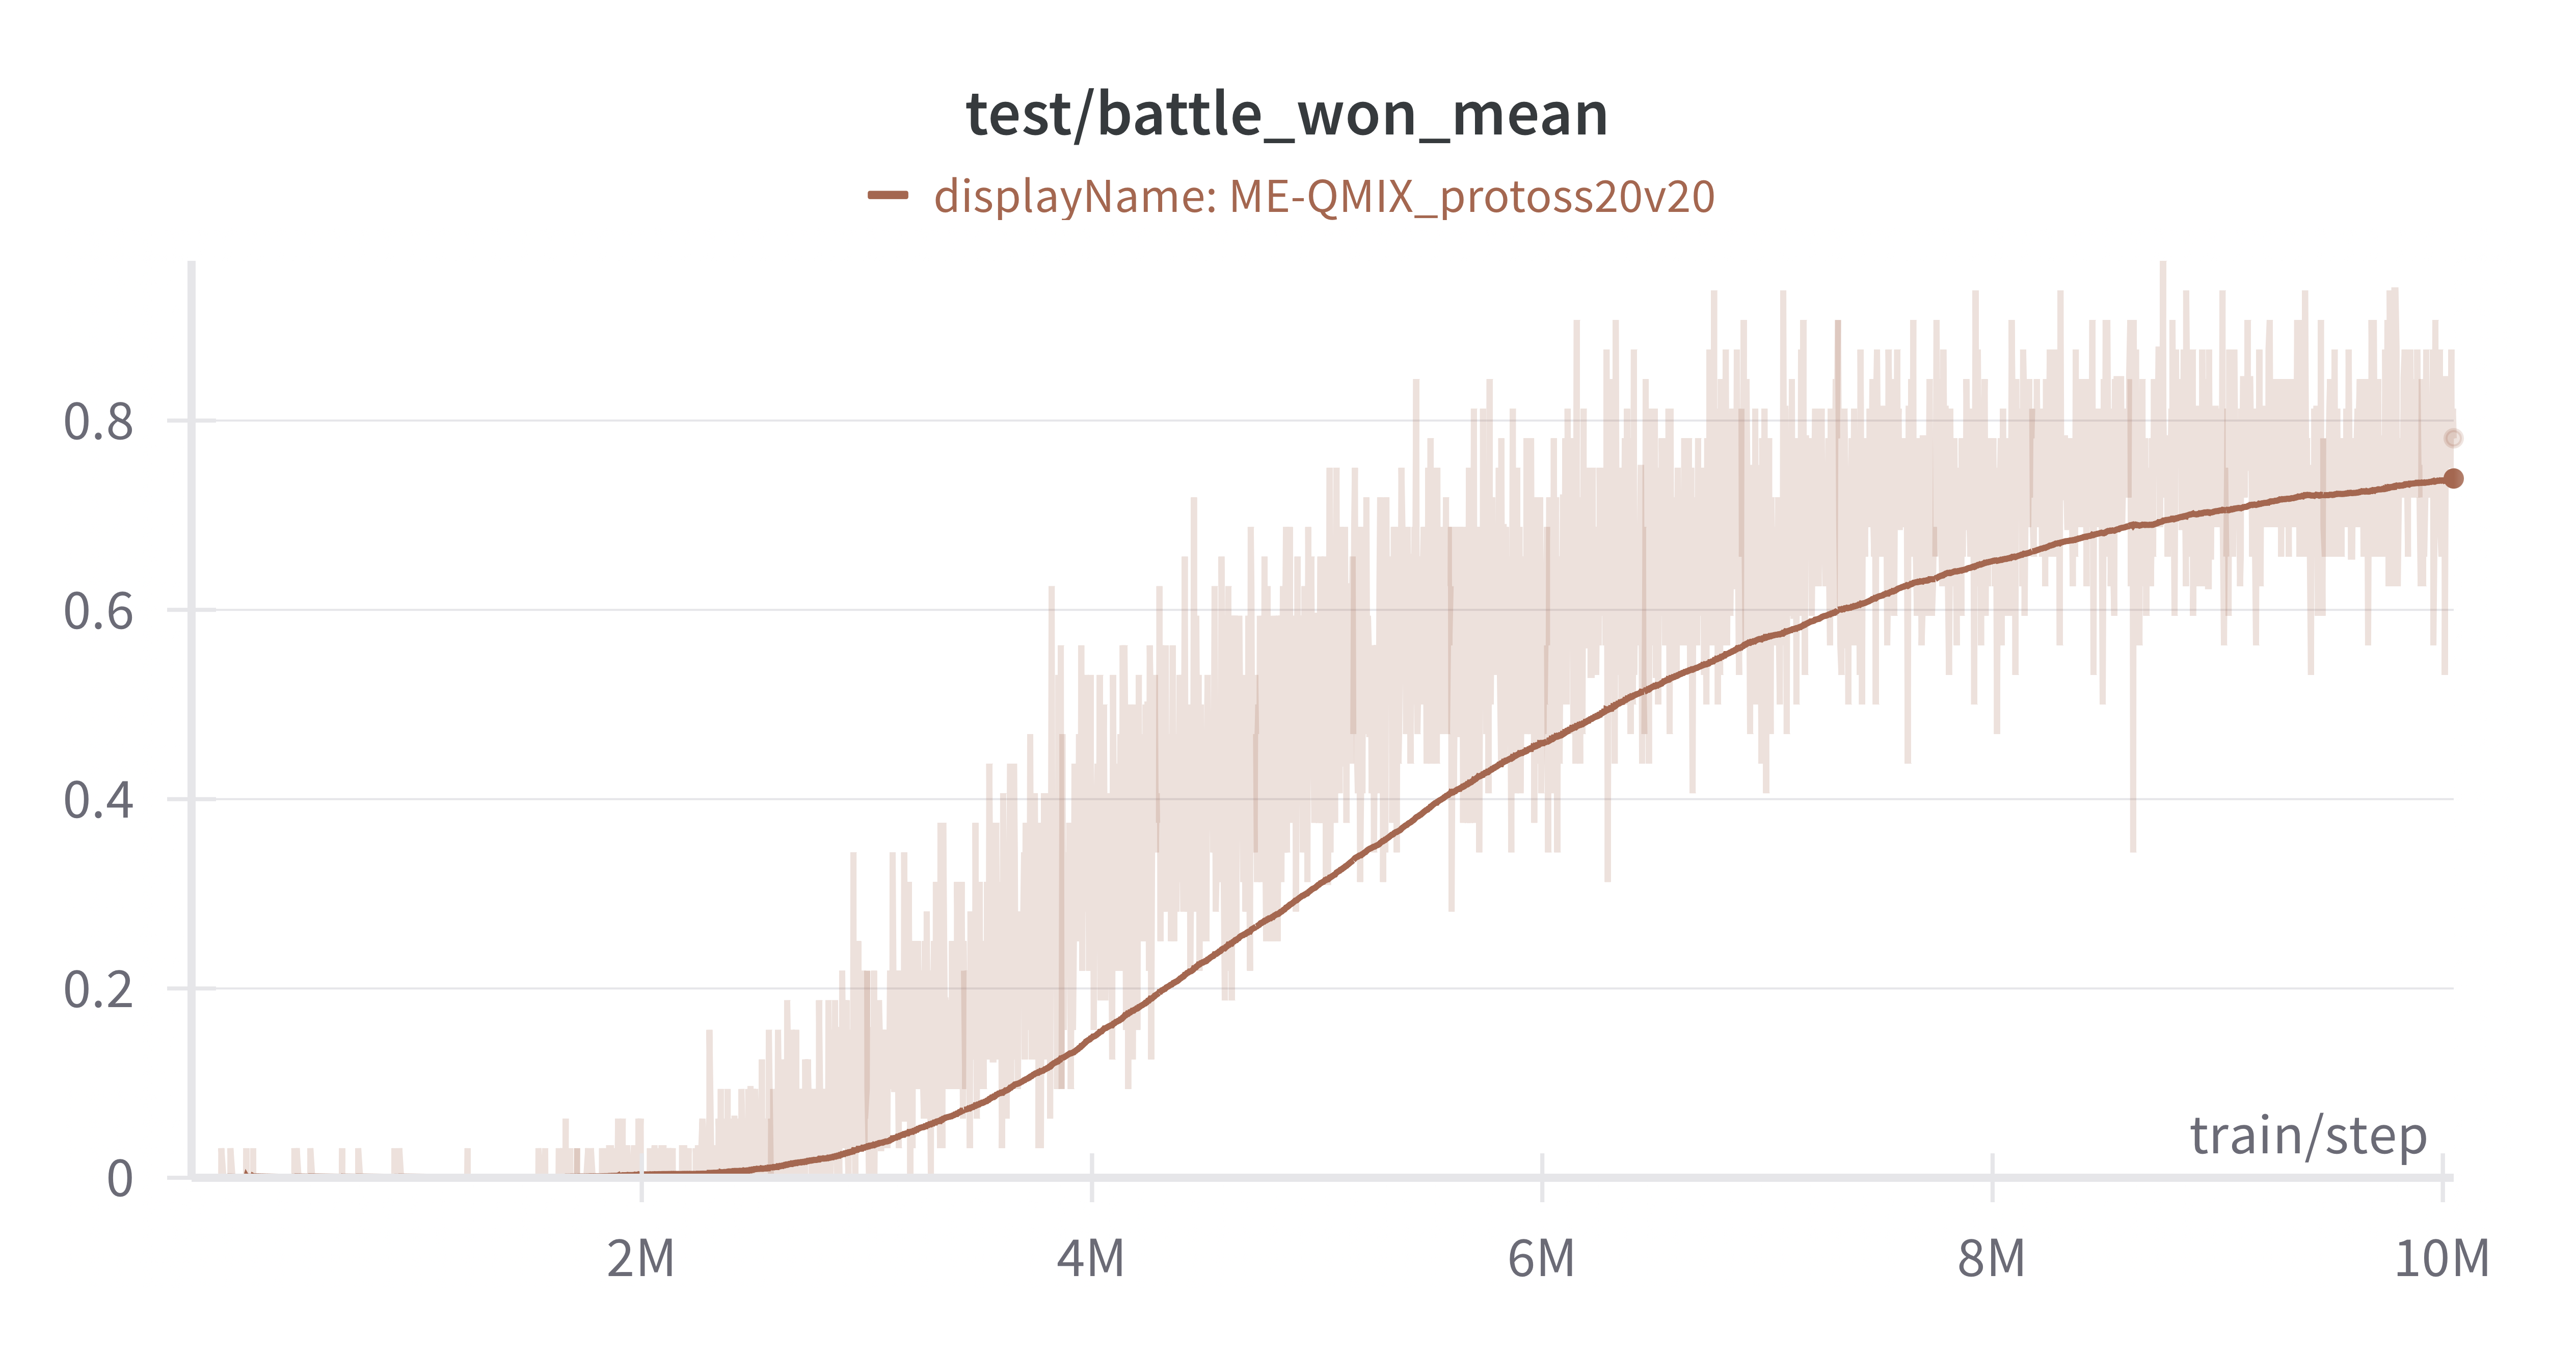 test/battle_won_mean
displayName: ME-QMIX_protoss20v20
0.8
0.6
0.4
0.2
0
train/step
2M 4M 6M 8M 10M